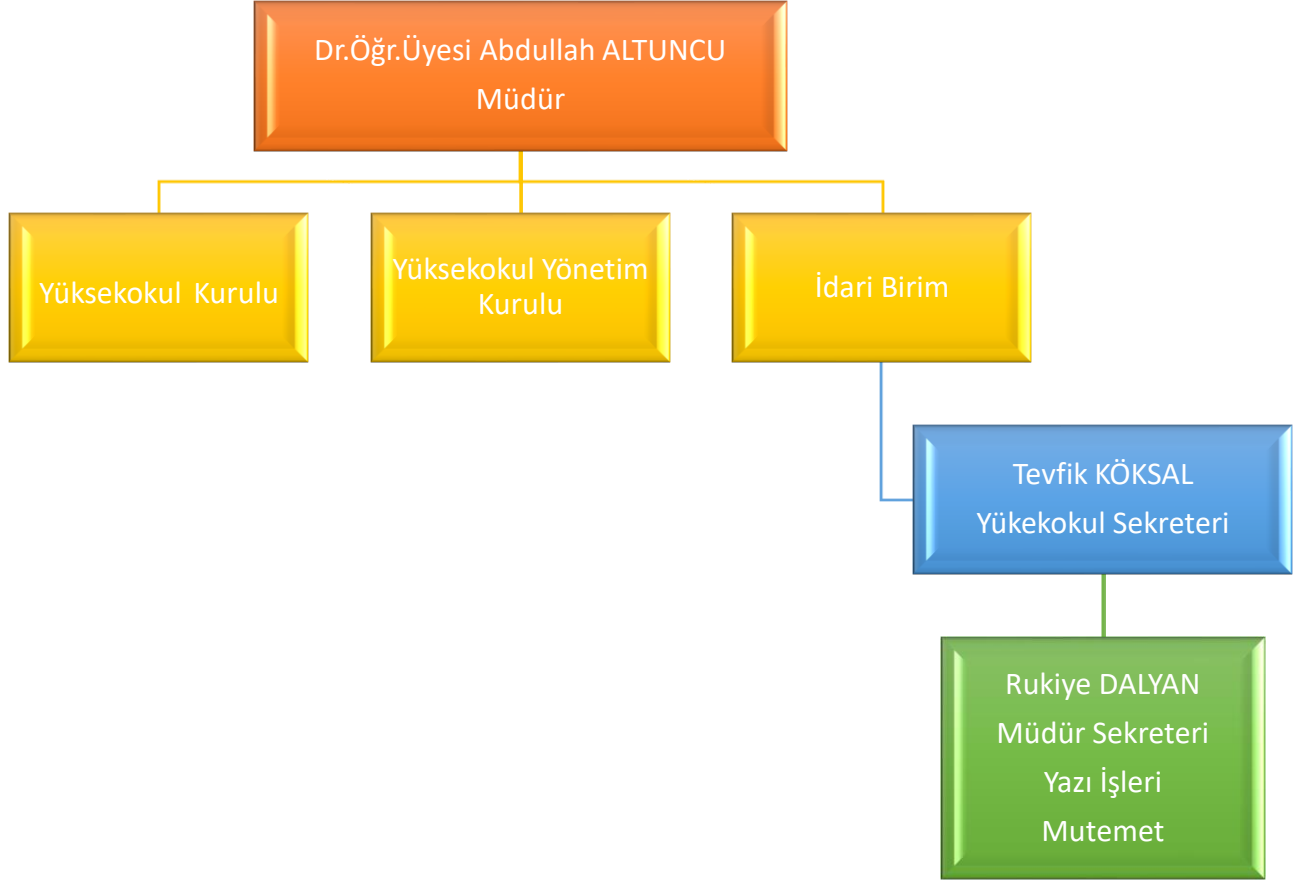 Dr.Öğr.Üyesi Abdullah ALTUNCU
Müdür
Yüksekokul Kurulu
Yüksekokul Yönetim
Kurulu
İdari Birim
Tevfik KÖKSAL
Yükekokul Sekreteri
Rukiye DALYAN
Müdür Sekreteri
Yazı İşleri
Mutemet